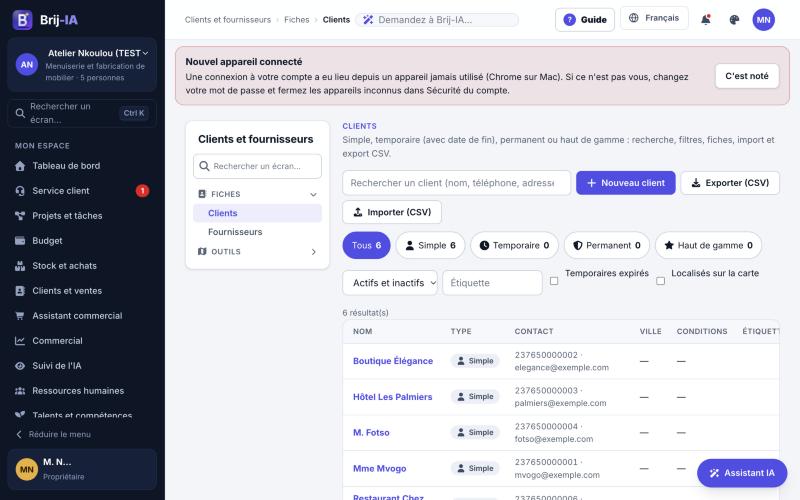 Brij-IA
Clients et fournisseurs › Fiches › Clients
Demandez à Brij-IA...
? Guide
Français
MN
AN
Atelier Nkoulou (TEST
Menuiserie et fabrication de
mobilier · 5 personnes
Rechercher un
écran...
Ctrl K
MON ESPACE
Tableau de bord
Service client
1
Projets et tâches
Budget
Stock et achats
Clients et ventes
Assistant commercial
Commercial
Suivi de l'IA
Ressources humaines
Talents et compétences
Réduire le menu
MN
M. N...
Propriétaire
Nouvel appareil connecté
Une connexion à votre compte a eu lieu depuis un appareil jamais utilisé (Chrome sur Mac). Si ce n'est pas vous, changez
votre mot de passe et fermez les appareils inconnus dans Sécurité du compte.
C'est noté
Clients et fournisseurs
Rechercher un écran...
FICHES
Clients
Fournisseurs
OUTILS
CLIENTS
Simple, temporaire (avec date de fin), permanent ou haut de gamme : recherche, filtres, fiches, import et
export CSV.
Rechercher un client (nom, téléphone, adresse
Nouveau client
Exporter (CSV)
Importer (CSV)
Tous 6
Simple 6
Temporaire 0
Permanent 0
Haut de gamme 0
Actifs et inactifs
Étiquette
Temporaires expirés
Localisés sur la carte
6 résultat(s)
NOM TYPE CONTACT VILLE CONDITIONS ÉTIQUET
Boutique Élégance Simple 237650000002 · — —
elegance@exemple.com
Hôtel Les Palmiers Simple 237650000003 · — —
palmiers@exemple.com
M. Fotso Simple 237650000004 · — —
fotso@exemple.com
Mme Mvogo Simple 237650000001 · — —
mvogo@exemple.com
Restaurant Chez 237650000006 ·
Assistant IA